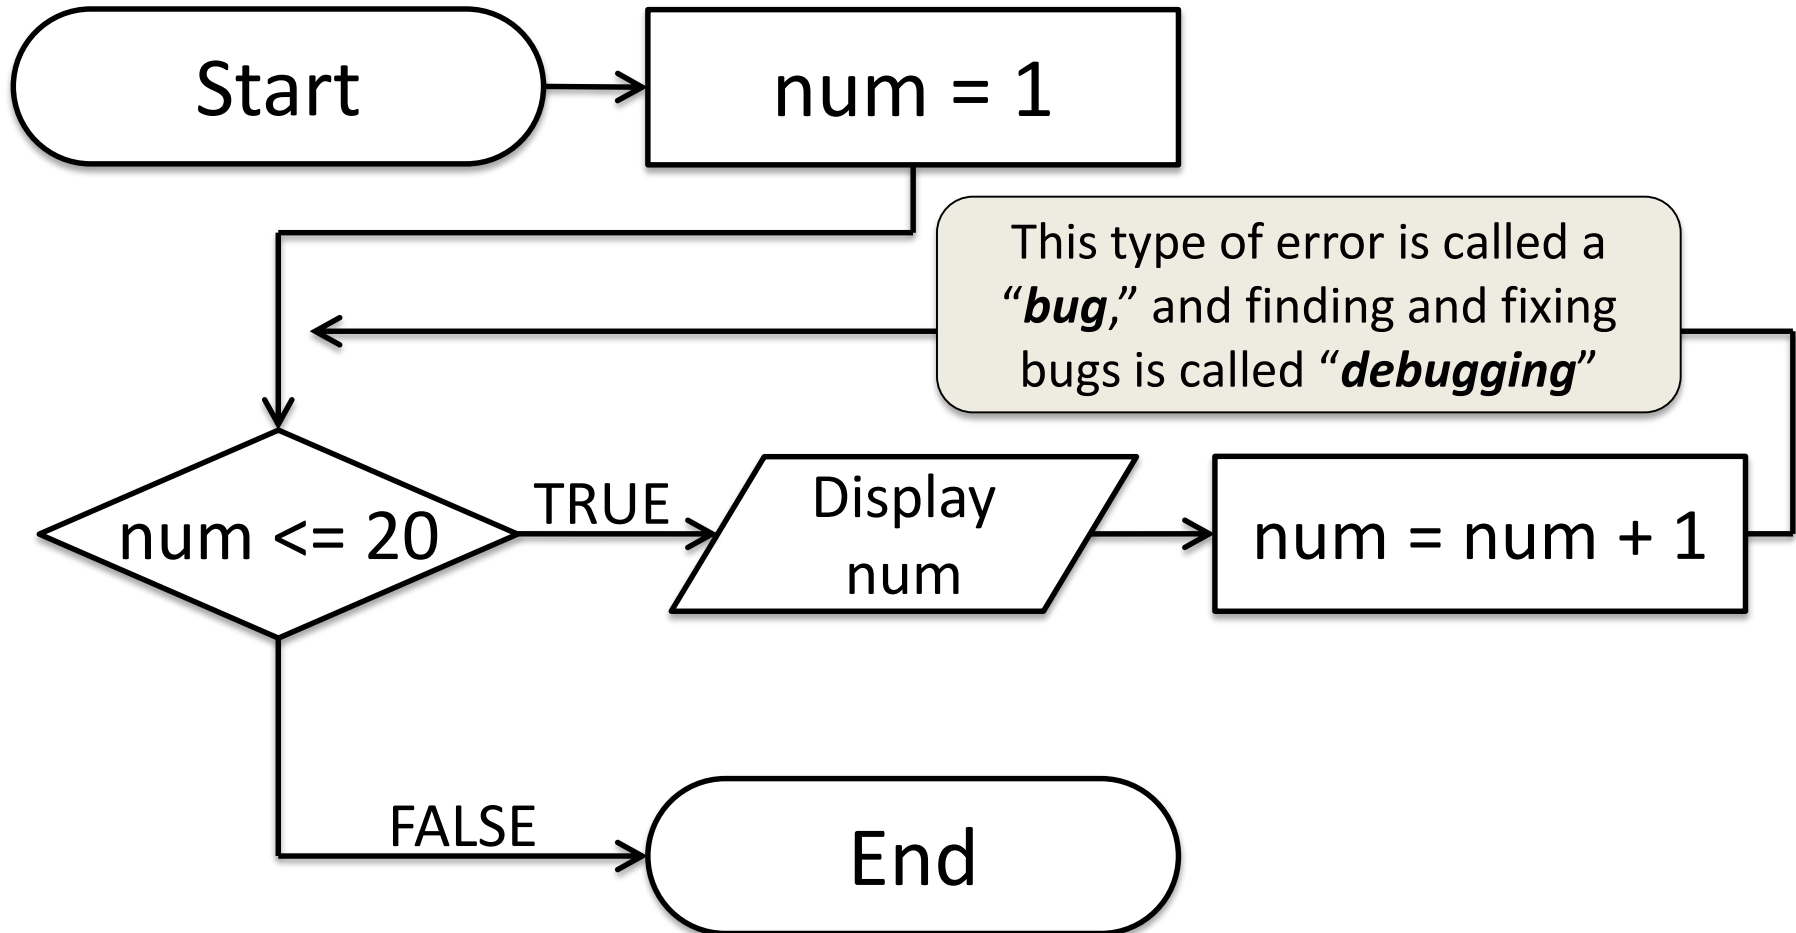 Start
num = 1
This type of error is called a
“bug,” and finding and fixing
bugs is called “debugging”
num <= 20
TRUE
Display
num
num = num + 1
FALSE
End